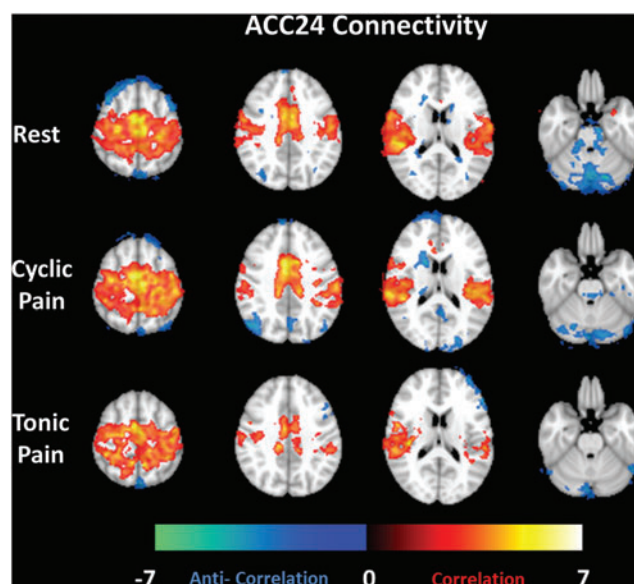 ACC24 Connectivity
Rest
Cyclic
Pain
Tonic
Pain
-7 Anti- Correlation 0 Correlation 7